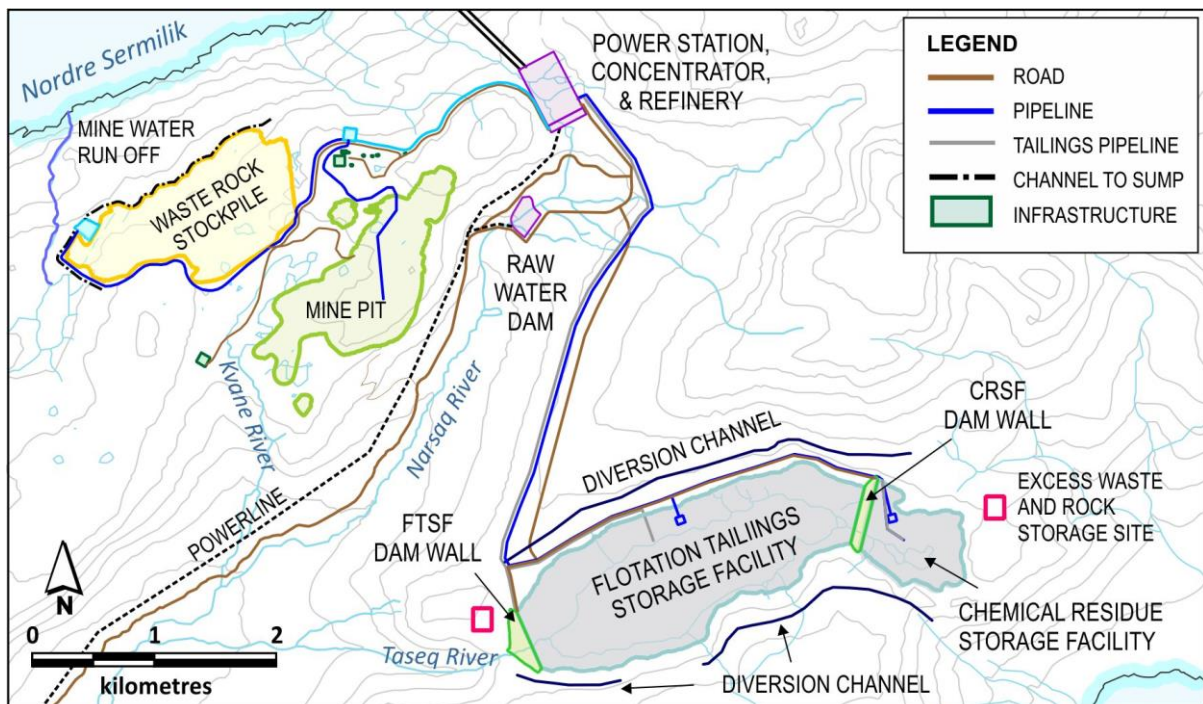 Nordre Sermilik
MINE WATER
RUN OFF
WASTE ROCK
STOCKPILE
MINE PIT
Kvane River
Narsaq River
POWERLINE
POWER STATION,
CONCENTRATOR,
& REFINERY
RAW
WATER
DAM
LEGEND
ROAD
PIPELINE
TAILINGS PIPELINE
CHANNEL TO SUMP
INFRASTRUCTURE
CRSF
DAM WALL
DIVERSION CHANNEL
EXCESS WASTE
AND ROCK
STORAGE SITE
FTSF
DAM WALL
FLOTATION TAILINGS
STORAGE FACILITY
CHEMICAL RESIDUE
STORAGE FACILITY
Taseq River
DIVERSION CHANNEL
N
0 1 2
kilometres